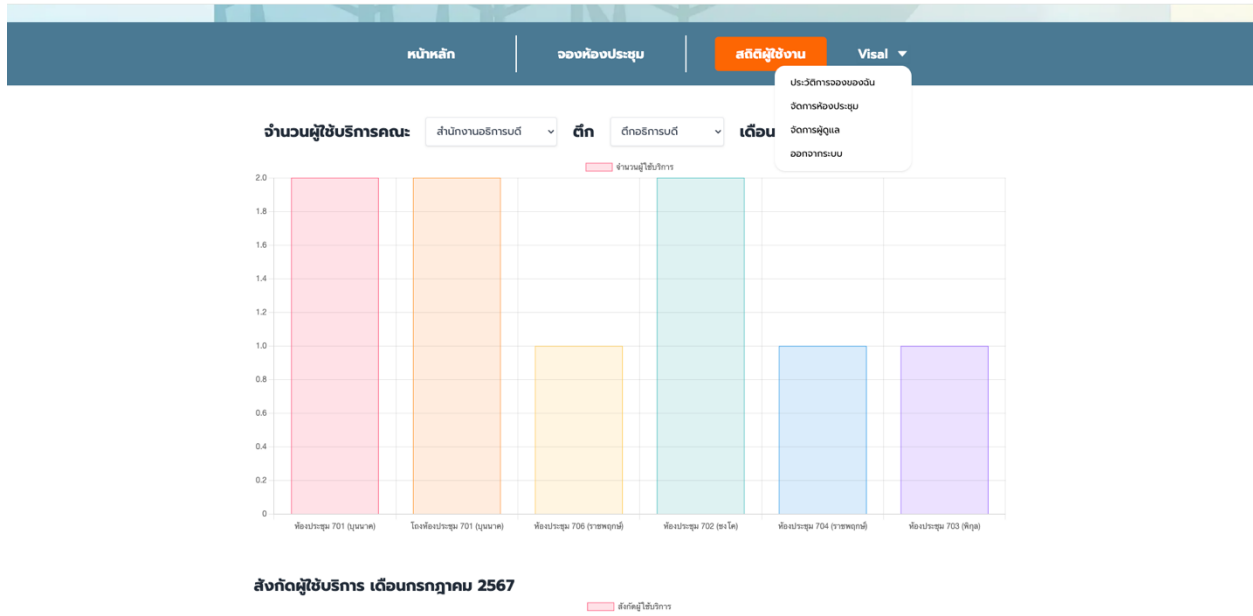 หน้าหลัก
จองห้องประชุม
สถิติผู้ใช้งาน
Visal
ประวัติการจองของฉัน
จัดการห้องประชุม
จัดการผู้ดูแล
ออกจากระบบ
จำนวนผู้ใช้บริการคณะ สำนักงานอธิการบดี ตึก ตึกอธิการบดี เดือน
จำนวนผู้ใช้บริการ
2.0
1.8
1.6
1.4
1.2
1.0
0.8
0.6
0.4
0.2
0
ห้องประชุม 701 (บุนนาค) โถงห้องประชุม 701 (บุนนาค) ห้องประชุม 706 (ราชพฤกษ์) ห้องประชุม 702 (ชงโค) ห้องประชุม 704 (ราชพฤกษ์) ห้องประชุม 703 (พิกุล)
สังกัดผู้ใช้บริการ เดือนกรกฎาคม 2567
สังกัดผู้ใช้บริการ